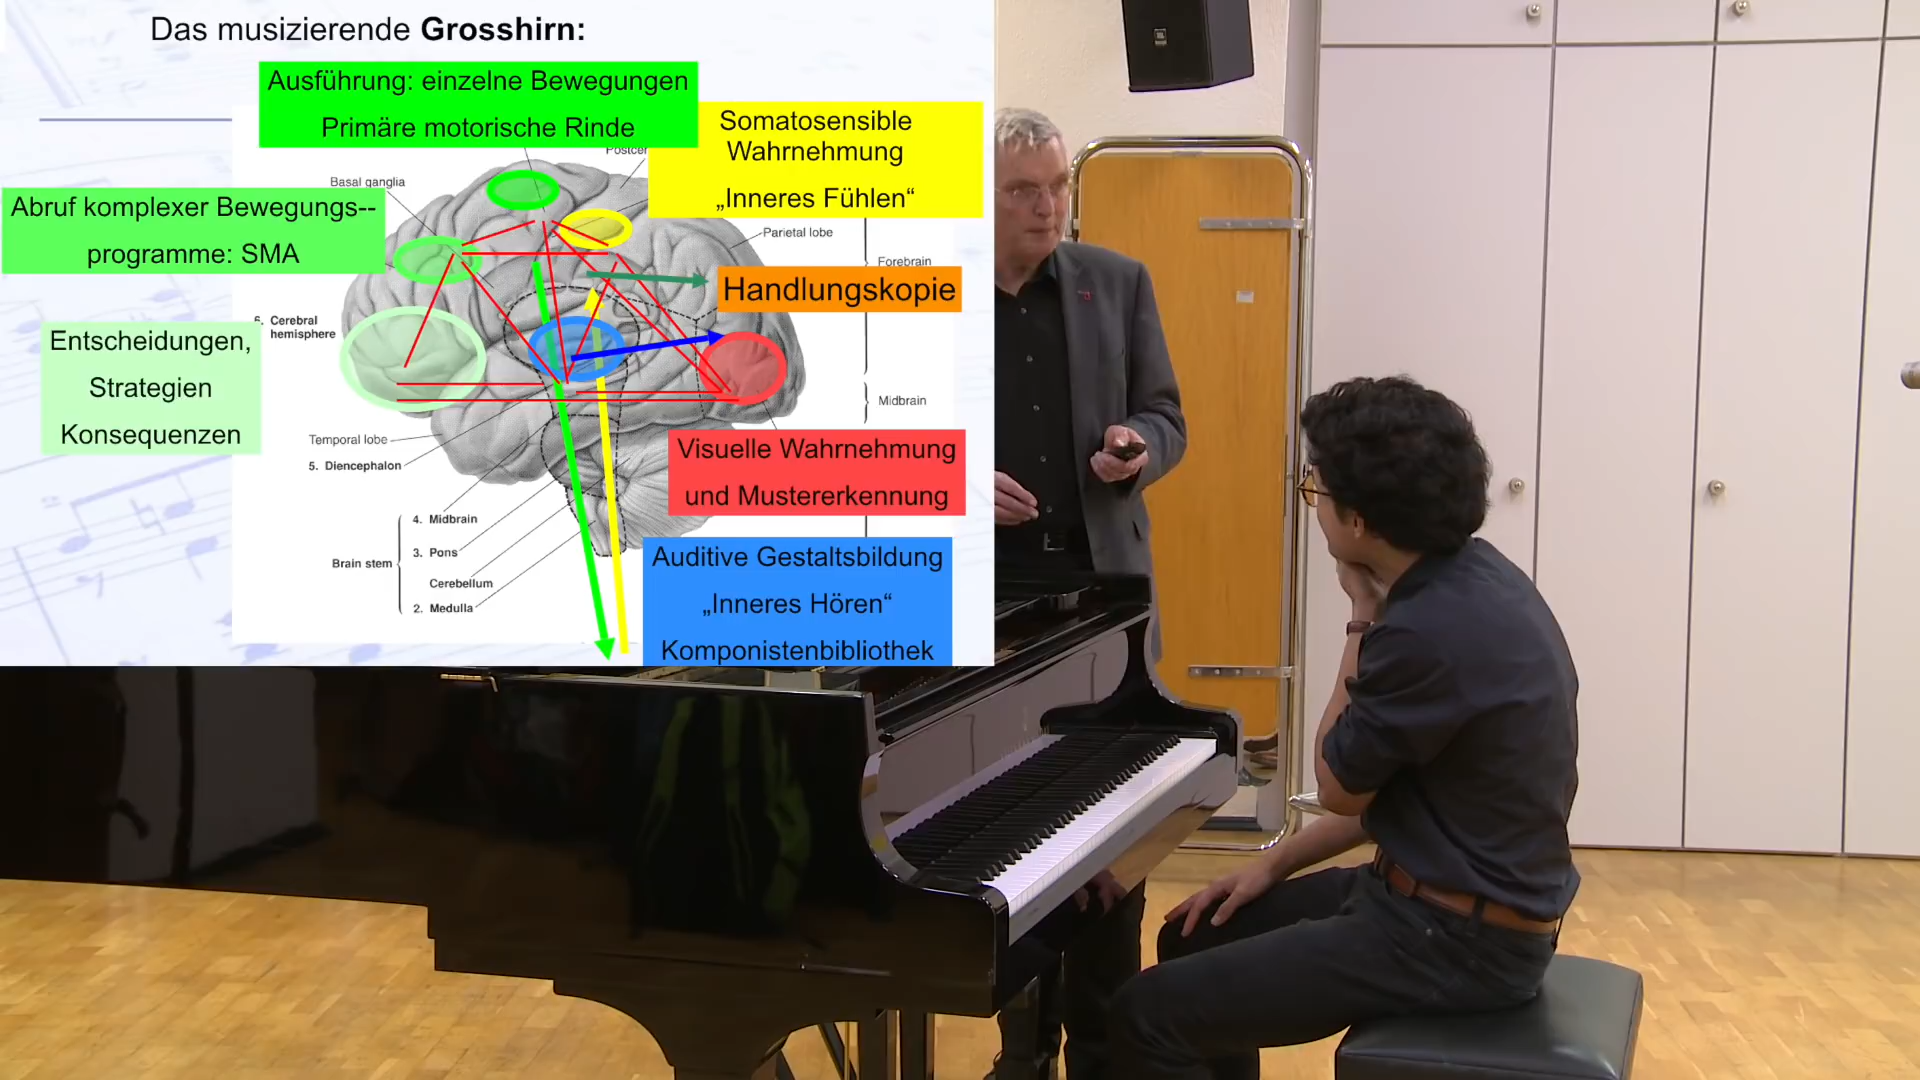 Das musizierende Grosshirn:
Ausführung: einzelne Bewegungen
Primäre motorische Rinde
Somatosensible
Wahrnehmung
„Inneres Fühlen“
Basal ganglia
Abruf komplexer Bewegungs--
programme: SMA
Parietal lobe
Forebrain
Handlungskopie
6. Cerebral
hemisphere
Entscheidungen,
Strategien
Konsequenzen
Midbrain
Temporal lobe
5. Diencephalon
Visuelle Wahrnehmung
und Mustererkennung
4. Midbrain
3. Pons
Brain stem
Cerebellum
2. Medulla
Auditive Gestaltsbildung
„Inneres Hören“
Komponistenbibliothek